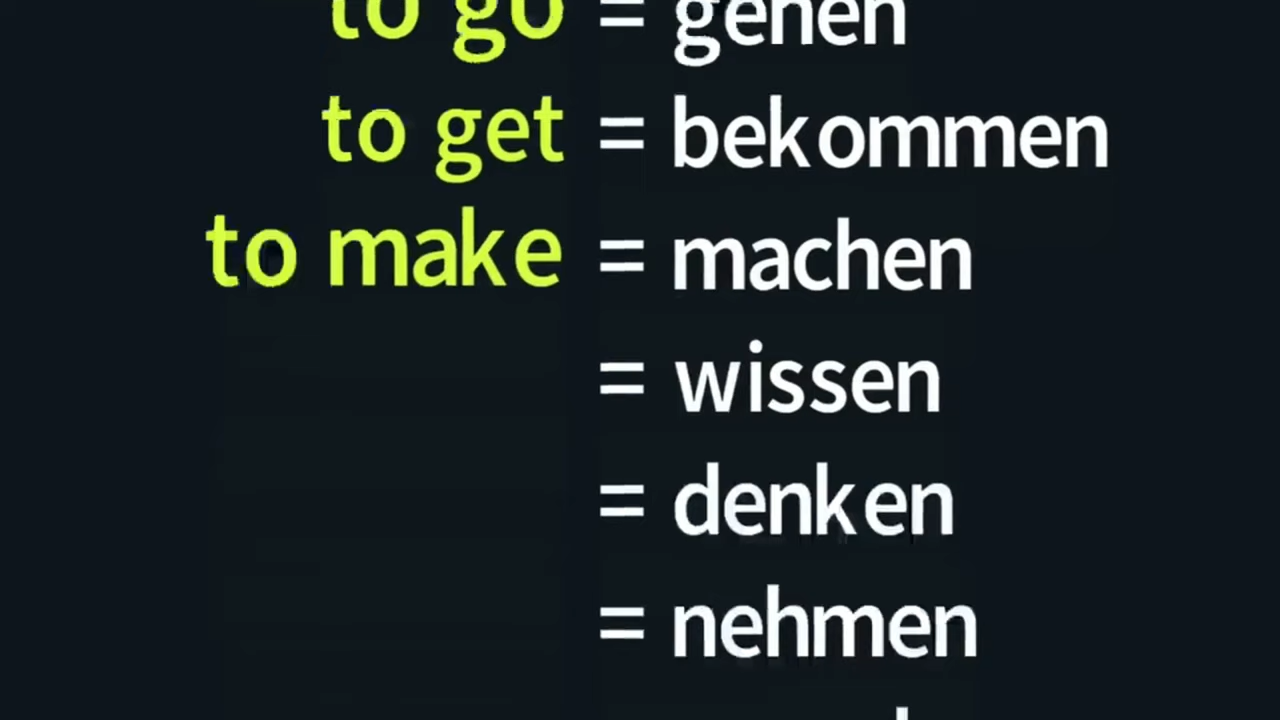 to go = gehen
to get = bekommen
to make = machen
= wissen
= denken
= nehmen